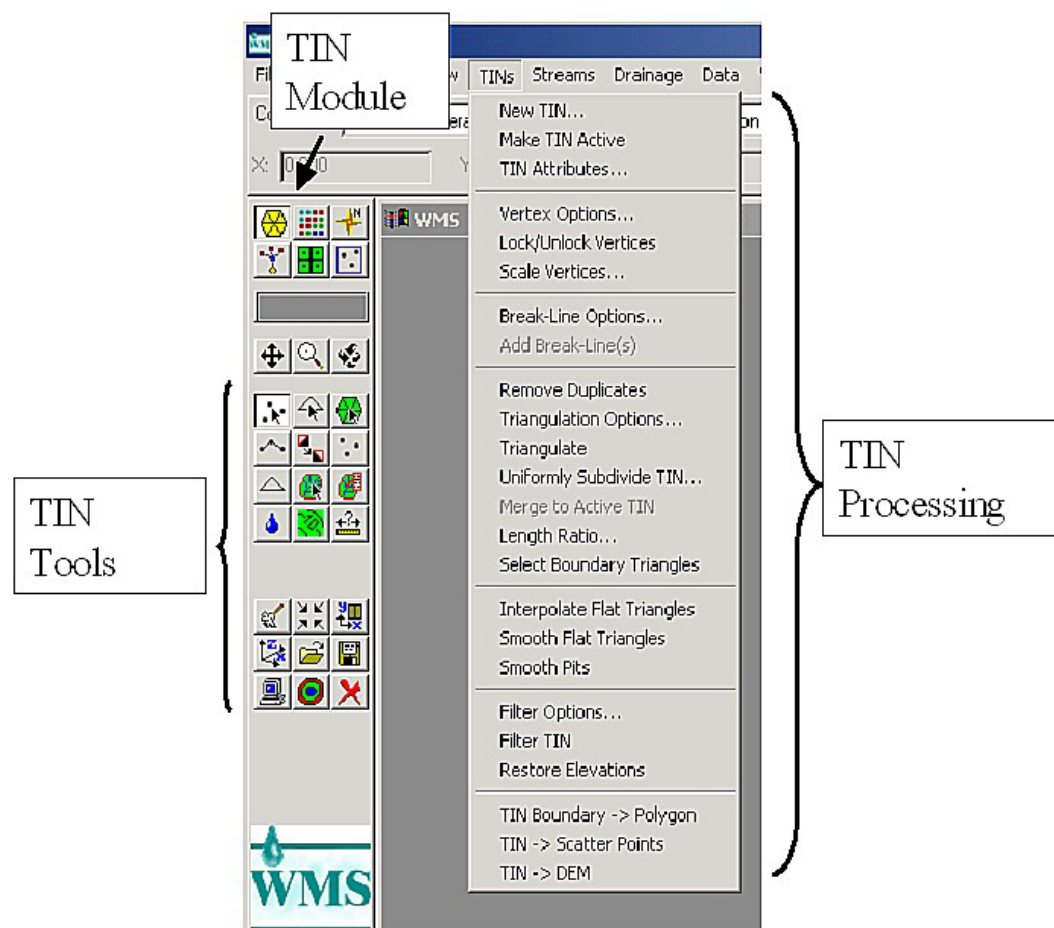 TIN
Module
TINs Streams Drainage Data
X: Y
New TIN...
Make TIN Active
TIN Attributes...
WMS
Vertex Options...
Lock/Unlock Vertices
Scale Vertices...
Break-Line Options...
Add Break-Line(s)
Remove Duplicates
Triangulation Options...
Triangulate
Uniformly Subdivide TIN...
Merge to Active TIN
Length Ratio...
Select Boundary Triangles
Interpolate Flat Triangles
Smooth Flat Triangles
Smooth Pits
Filter Options...
Filter TIN
Restore Elevations
TIN Boundary -> Polygon
TIN -> Scatter Points
TIN -> DEM
TIN
Tools
TIN
Processing
WMS